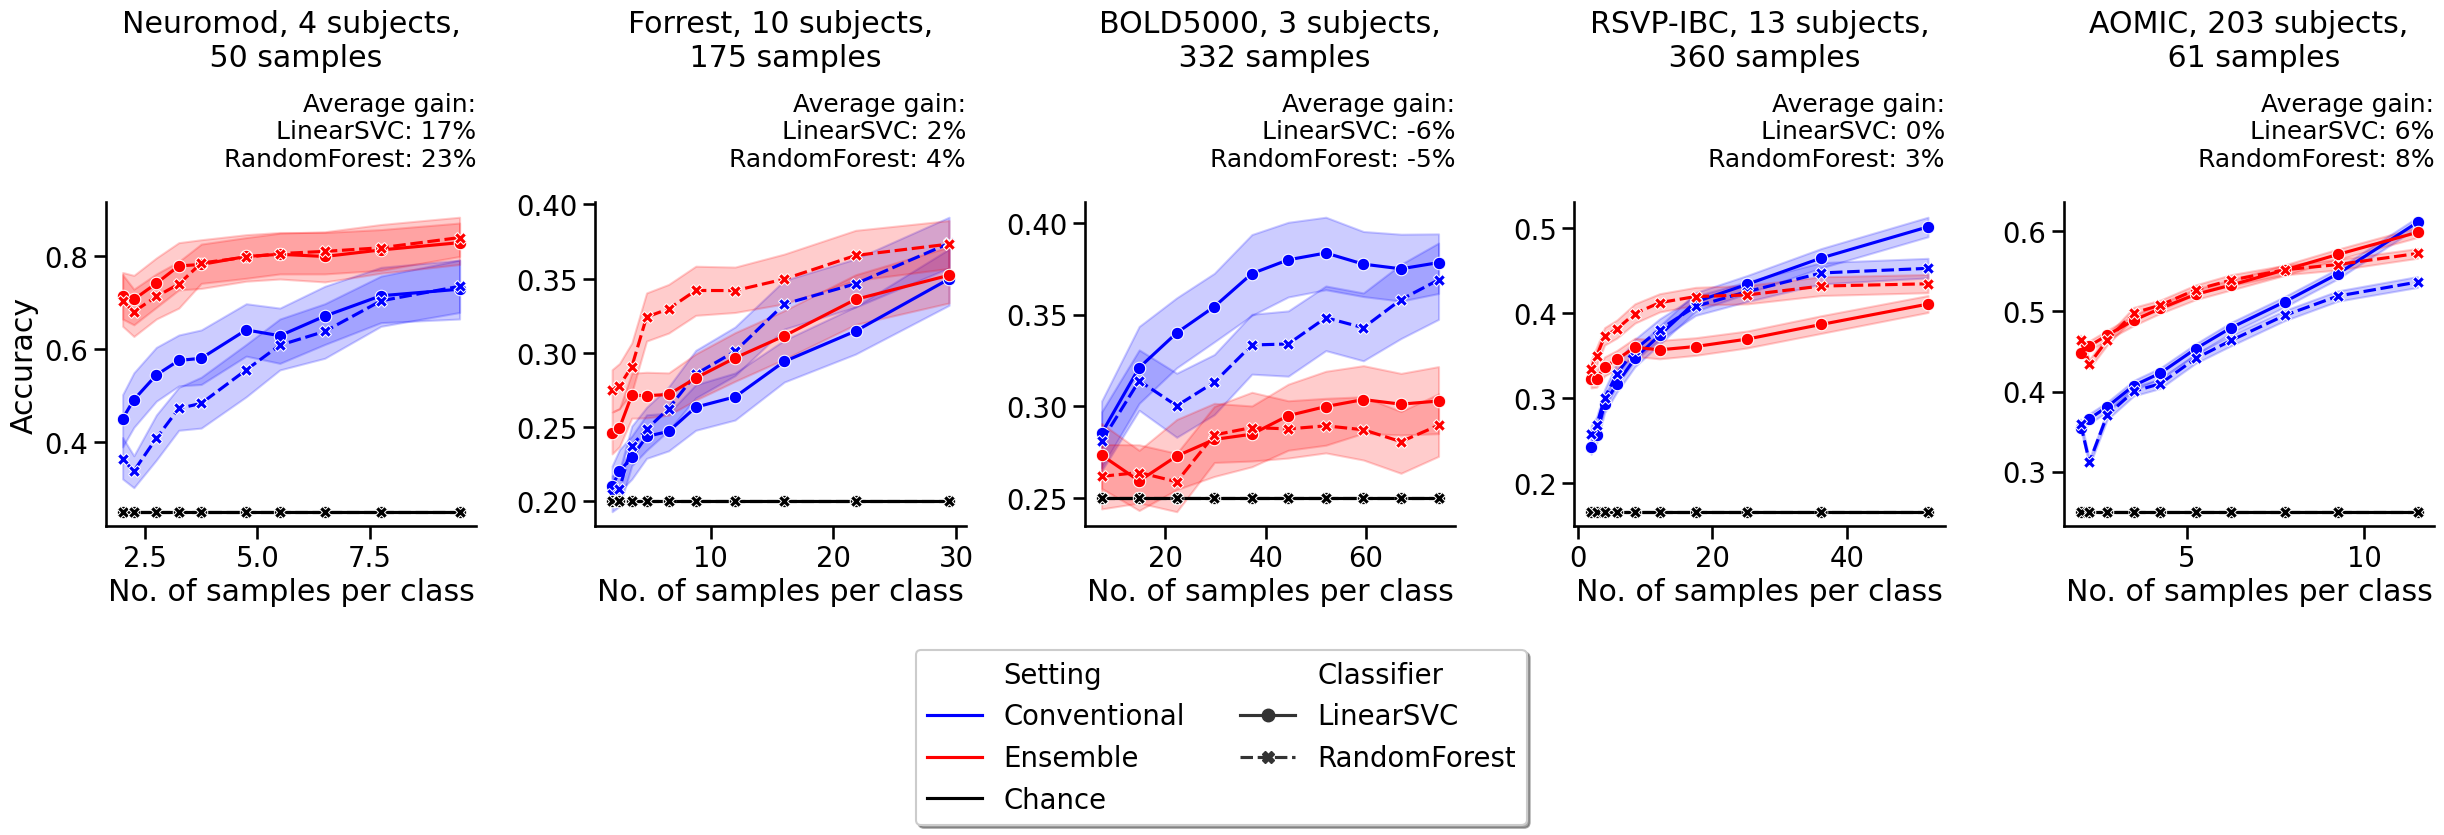 Neuromod, 4 subjects,
50 samples
Average gain:
LinearSVC: 17%
RandomForest: 23%
Accuracy
0.8
0.6
0.4
2.5 5.0 7.5
No. of samples per class
Forrest, 10 subjects,
175 samples
Average gain:
LinearSVC: 2%
RandomForest: 4%
0.40
0.35
0.30
0.25
0.20
10 20 30
No. of samples per class
BOLD5000, 3 subjects,
332 samples
Average gain:
LinearSVC: -6%
RandomForest: -5%
0.40
0.35
0.30
0.25
20 40 60
No. of samples per class
RSVP-IBC, 13 subjects,
360 samples
Average gain:
LinearSVC: 0%
RandomForest: 3%
0.5
0.4
0.3
0.2
0 20 40
No. of samples per class
AOMIC, 203 subjects,
61 samples
Average gain:
LinearSVC: 6%
RandomForest: 8%
0.6
0.5
0.4
0.3
5 10
No. of samples per class
Setting
Conventional
Ensemble
Chance
Classifier
LinearSVC
RandomForest